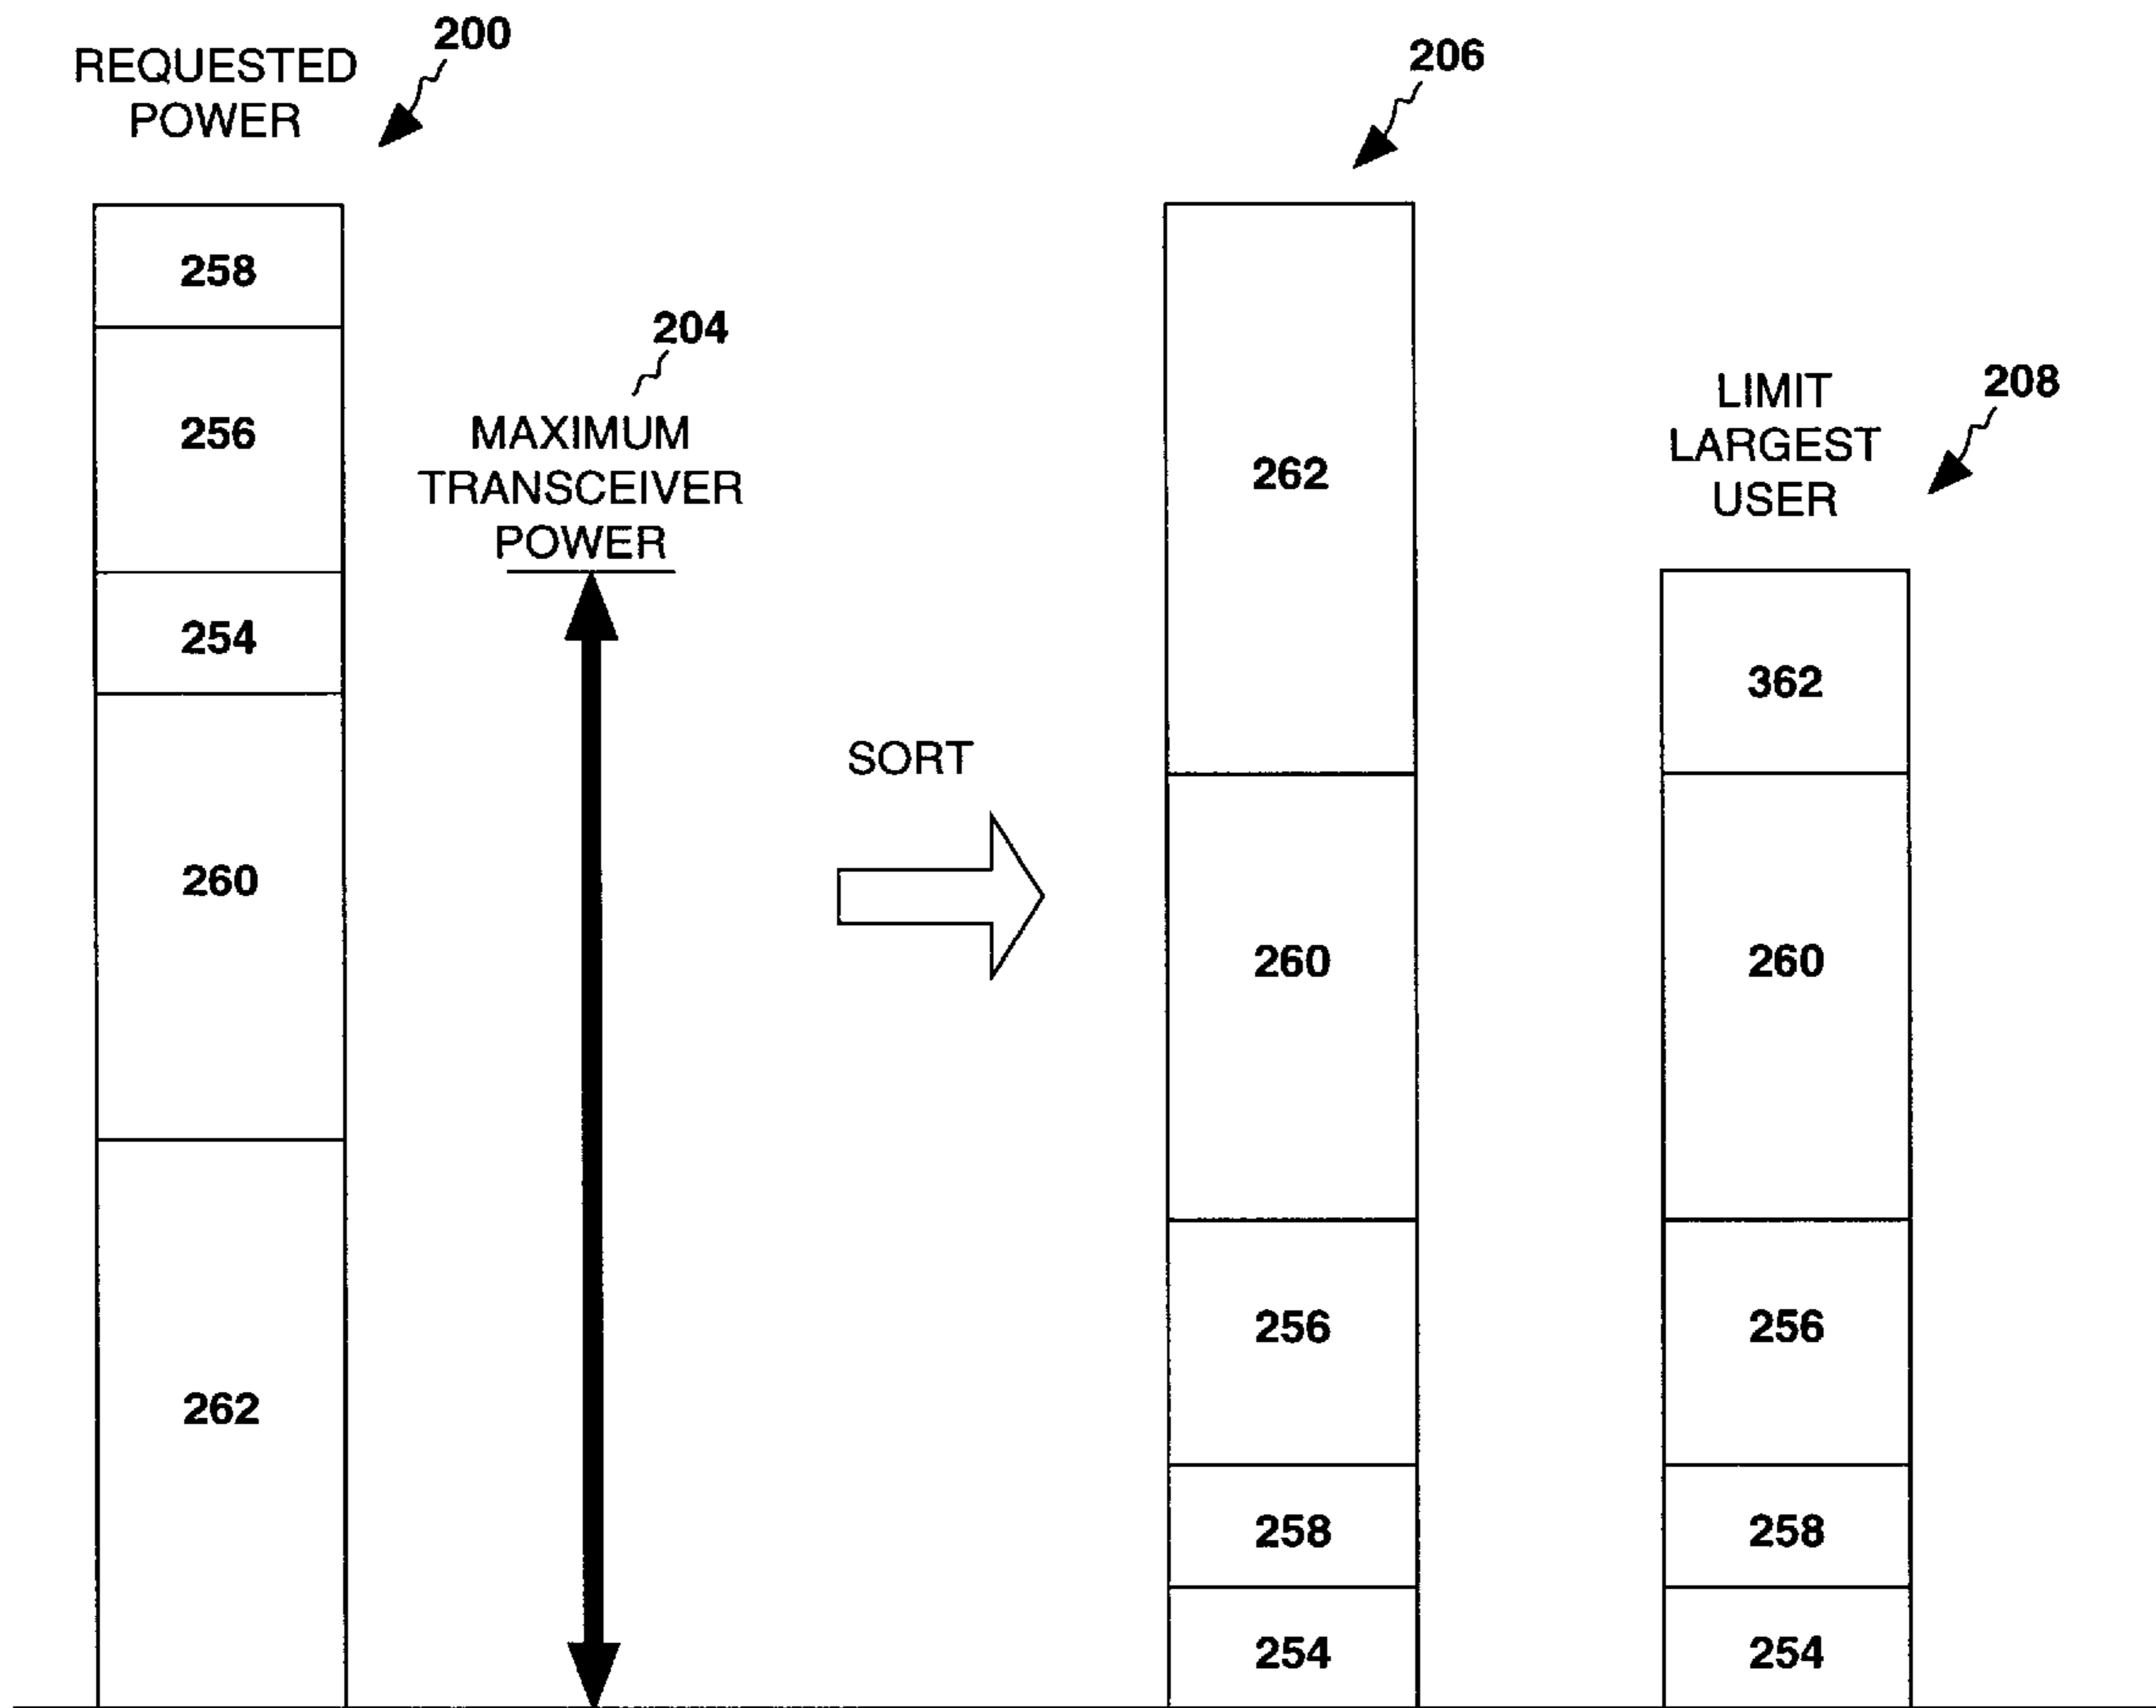 REQUESTED
POWER
200
258
256
254
260
262
204
MAXIMUM
TRANSCEIVER
POWER
SORT
206
262
260
256
258
254
LIMIT
LARGEST
USER
208
362
260
256
258
254